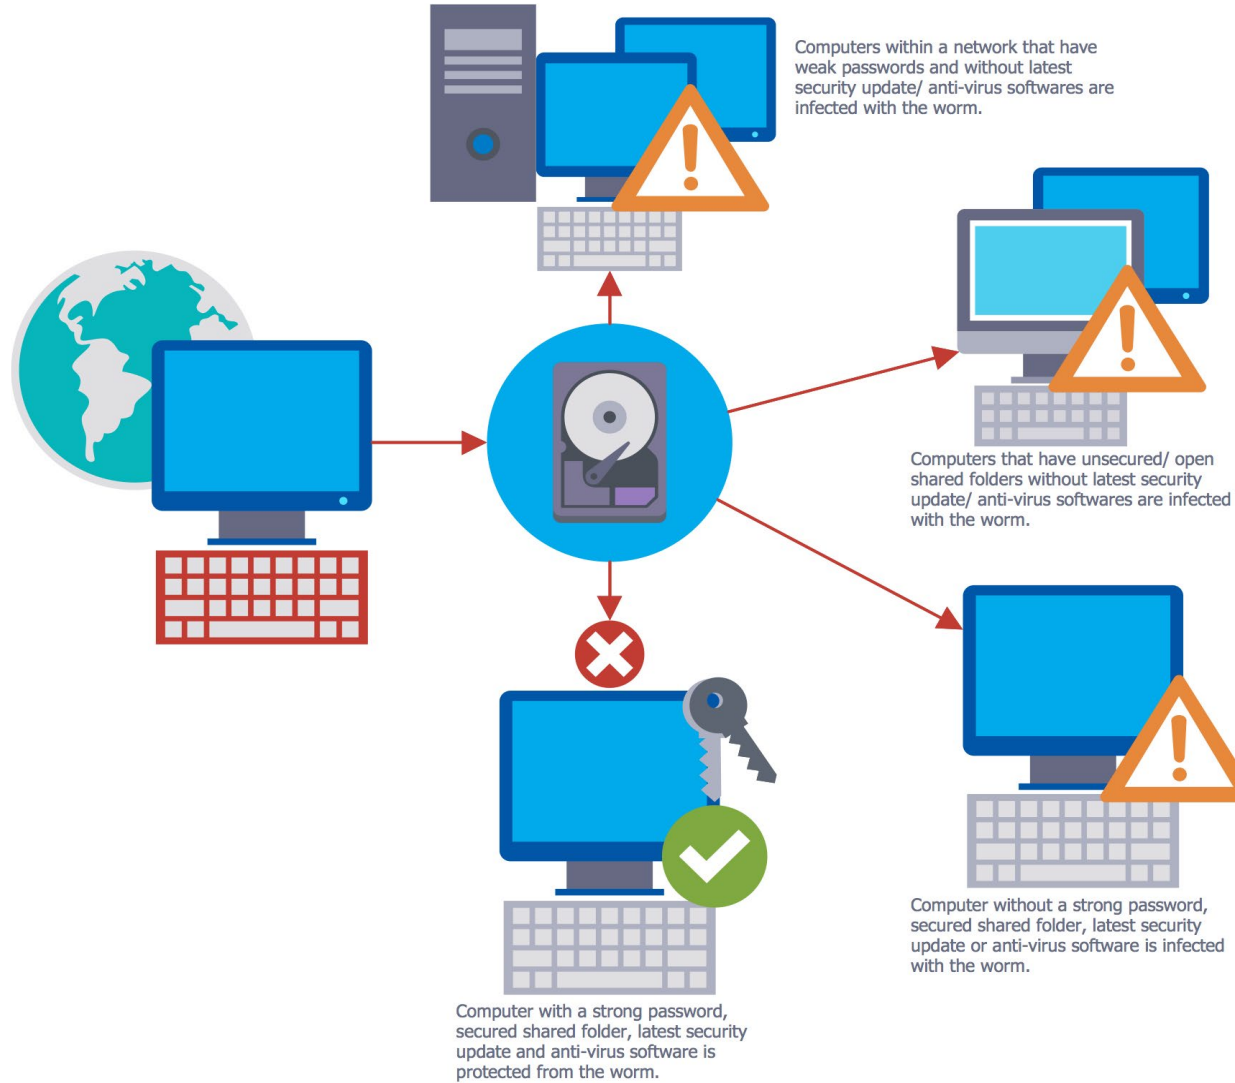 Computers within a network that have
weak passwords and without latest
security update/ anti-virus softwares are
infected with the worm.
Computers that have unsecured/ open
shared folders without latest security
update/ anti-virus softwares are infected
with the worm.
Computer without a strong password,
secured shared folder, latest security
update or anti-virus software is infected
with the worm.
Computer with a strong password,
secured shared folder, latest security
update and anti-virus software is
protected from the worm.